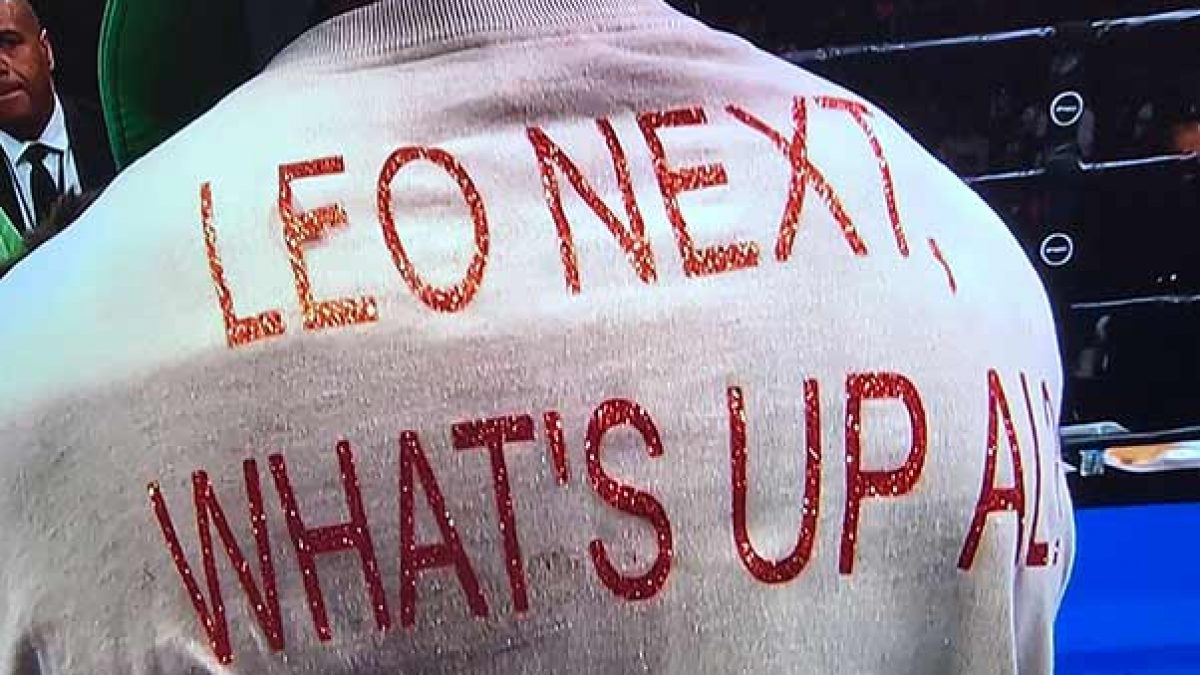 LEO NEXT,
WHAT'S UP AL